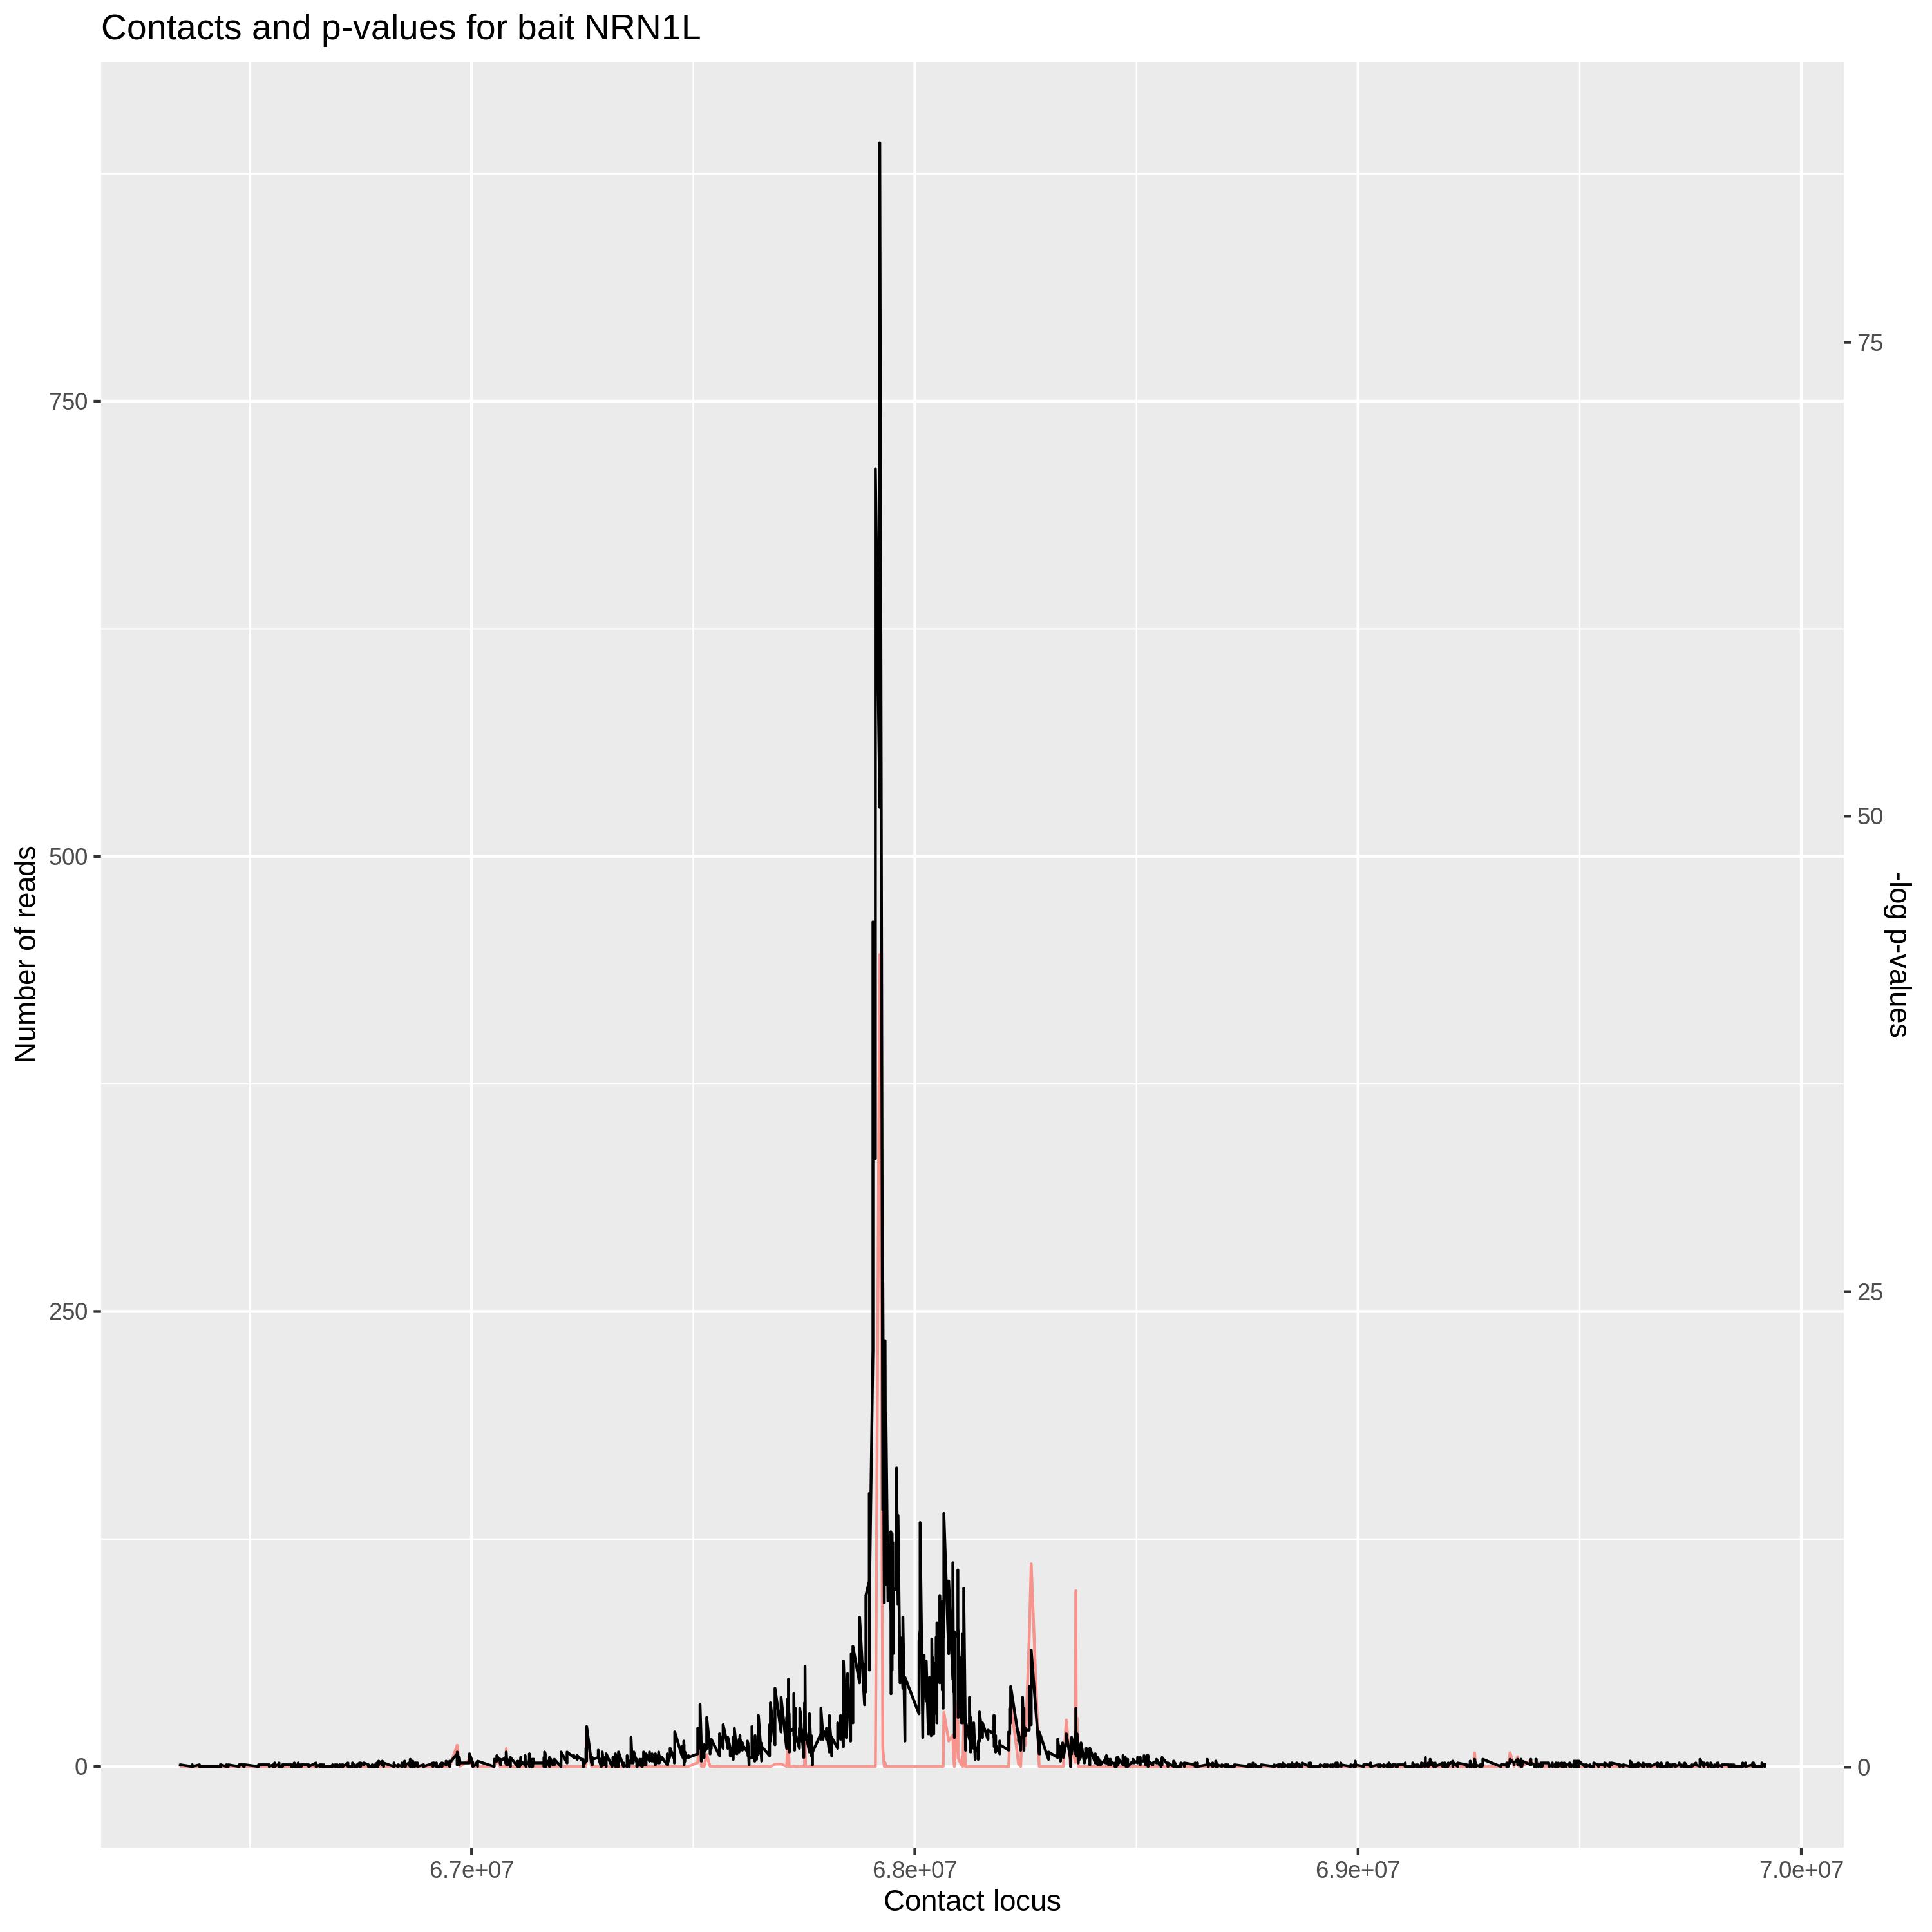 Contacts and p-values for bait NRN1L
750
500
250
0
Number of reads
75
50
25
0
-log p-values
6.7e+07
6.8e+07
6.9e+07
7.0e+07
Contact locus